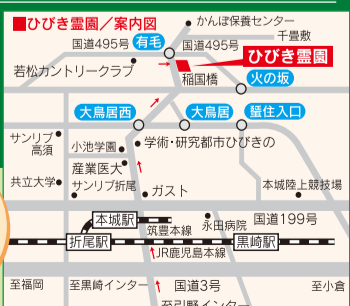 ■ひびき霊園／案内図
かんぽ保養センター
国道495号
有毛
国道495号
千畳敷
若松カントリークラブ
ひびき霊園
稲国橋
火の坂
大鳥居西
大鳥居
蜑住入口
サンリブ
高須
小池学園
学術・研究都市ひびきの
産業医大
共立大学
サンリブ折尾
ガスト
本城陸上競技場
本城駅
永田病院
国道199号
筑豊本線
折尾駅
黒崎駅
JR鹿児島本線
至福岡
至黒崎インター
国道3号
至小倉
至引野インター